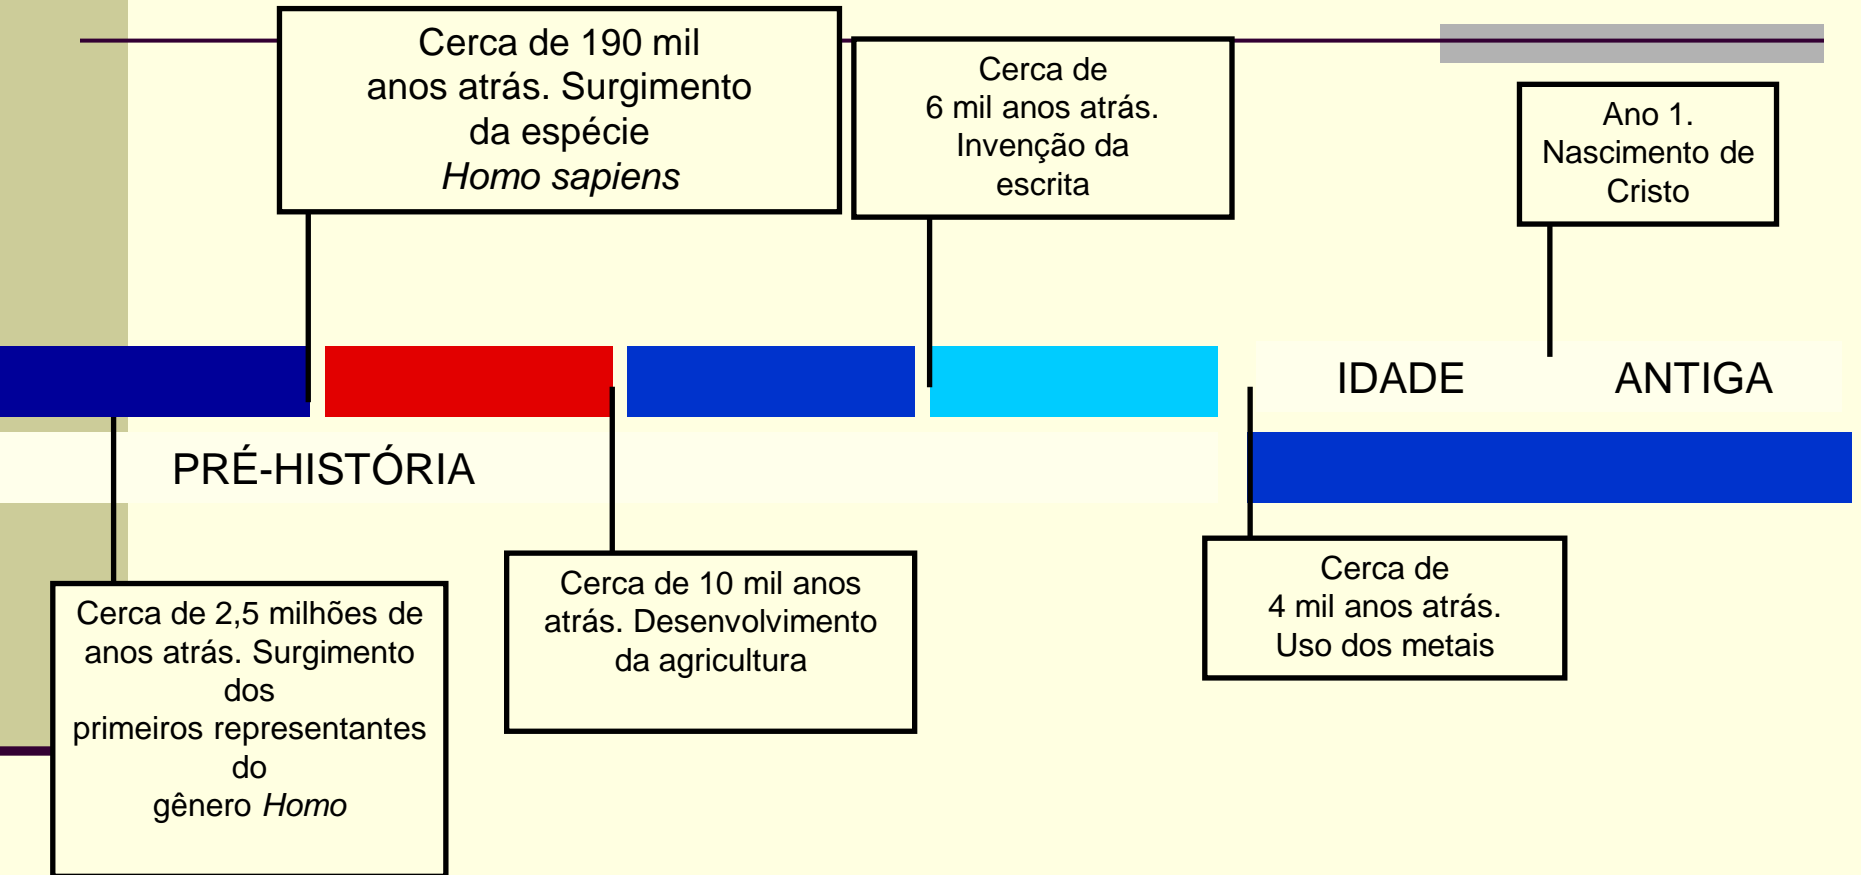 Cerca de 190 mil
anos atrás. Surgimento
da espécie
Homo sapiens
Cerca de
6 mil anos atrás.
Invenção da
escrita
Ano 1.
Nascimento de
Cristo
IDADE ANTIGA
PRÉ-HISTÓRIA
Cerca de 2,5 milhões de
anos atrás. Surgimento
dos
primeiros representantes
do
gênero Homo
Cerca de 10 mil anos
atrás. Desenvolvimento
da agricultura
Cerca de
4 mil anos atrás.
Uso dos metais